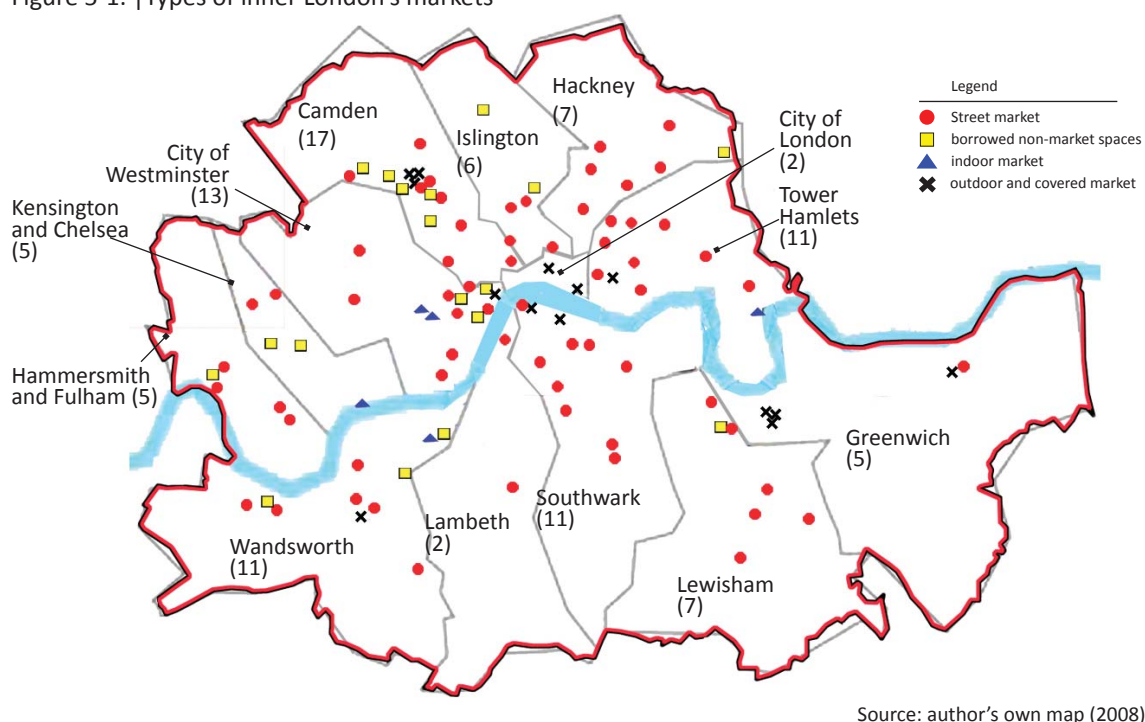 Figure 5-1: | Types of inner London's markets
Hackney
(7)
Camden
(17)
Islington
(6)
City of
London
(2)
City of
Westminster
(13)
Kensington
and Chelsea
(5)
Tower
Hamlets
(11)
Legend
Street market
borrowed non-market spaces
indoor market
outdoor and covered market
Hammersmith
and Fulham (5)
Greenwich
(5)
Wandsworth
(11)
Lambeth
(2)
Southwark
(11)
Lewisham
(7)
Source: author's own map (2008)